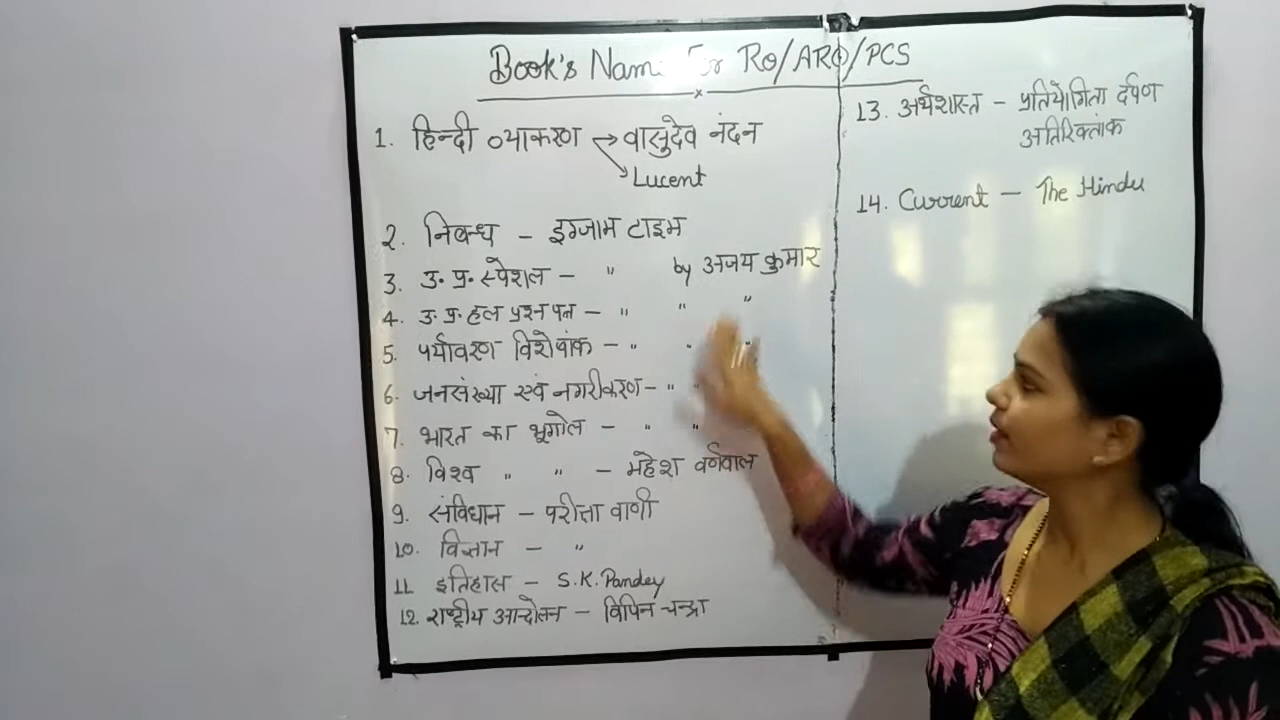 Book's Name For RO/ARO/PCS
1. हिन्दी व्याकरण → वासुदेव नंदन
→ Lucent
2. निबन्ध - इग्जाम टाइम
3. उ. प्र. स्पेशल - " by अजय कुमार
4. उ. प्र. हल प्रश्न पत्र - " " "
5. पर्यावरण विशेषांक - " " "
6. जनसंख्या एवं नगरीकरण - " "
7. भारत का भूगोल - " "
8. विश्व " " - महेश वर्णवाल
9. संविधान - परीक्षा वाणी
10. विज्ञान - "
11. इतिहास - S.K. Pandey
12. राष्ट्रीय आन्दोलन - विपिन चन्द्रा
13. अर्थशास्त्र - प्रतियोगिता दर्पण
अतिरिक्तांक
14. Current - The Hindu